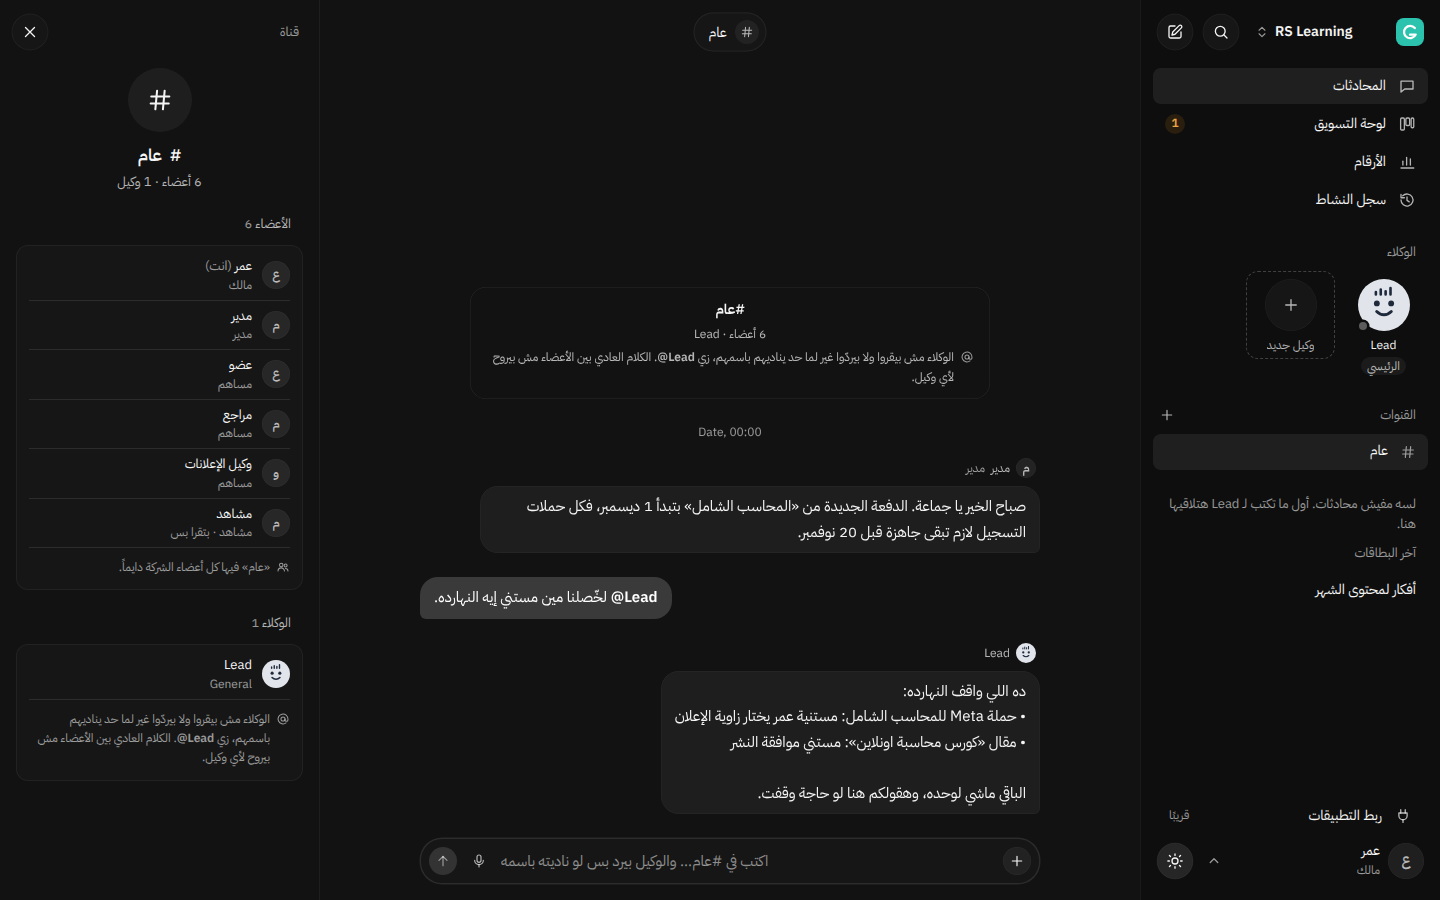 RS Learning
المحادثات
لوحة التسويق
1
الأرقام
سجل النشاط
الوكلاء
Lead
الرئيسي
وكيل جديد
القنوات
# عام
لسه مفيش محادثات. أول ما تكتب لـ Lead هتلاقيها
هنا.
آخر البطاقات
أفكار لمحتوى الشهر
ربط التطبيقات
قريبًا
ع
عمر
مالك
# عام
#عام
6 أعضاء · Lead
الوكلاء مش بيقروا ولا بيردّوا غير لما حد يناديهم باسمهم، زي @Lead. الكلام العادي بين الأعضاء مش بيروح
لأي وكيل.
Date, 00:00
م
مدير مدير
صباح الخير يا جماعة. الدفعة الجديدة من «المحاسب الشامل» بتبدأ 1 ديسمبر، فكل حملات
التسجيل لازم تبقى جاهزة قبل 20 نوفمبر.
@Lead لخّصلنا مين مستني إيه النهارده.
Lead
ده اللي واقف النهارده:
• حملة Meta للمحاسب الشامل: مستنية عمر يختار زاوية الإعلان
• مقال «كورس محاسبة اونلاين»: مستني موافقة النشر
الباقي ماشي لوحده، وهقولكم هنا لو حاجة وقفت.
اكتب في #عام... والوكيل بيرد بس لو ناديته باسمه
قناة
#
# عام
6 أعضاء · 1 وكيل
الأعضاء 6
ع
عمر (انت)
مالك
م
مدير
مدير
ع
عضو
مساهم
م
مراجع
مساهم
و
وكيل الإعلانات
مساهم
م
مشاهد
مشاهد · بتقرا بس
«عام» فيها كل أعضاء الشركة دايماً.
الوكلاء 1
Lead
General
الوكلاء مش بيقروا ولا بيردّوا غير لما حد يناديهم
باسمهم، زي @Lead. الكلام العادي بين الأعضاء مش
بيروح لأي وكيل.